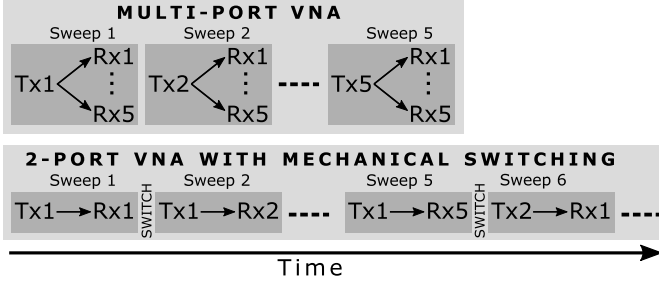 MULTI-PORT VNA
Sweep 1 Sweep 2 Sweep 5
Rx1 Rx1 Rx1
Tx1 Tx2 Tx5
Rx5 Rx5 Rx5
2-PORT VNA WITH MECHANICAL SWITCHING
Sweep 1 Sweep 2 Sweep 5 Sweep 6
Tx1 Rx1 SWITCH Tx1 Rx2 Tx1 Rx5 SWITCH Tx2 Rx1
Time